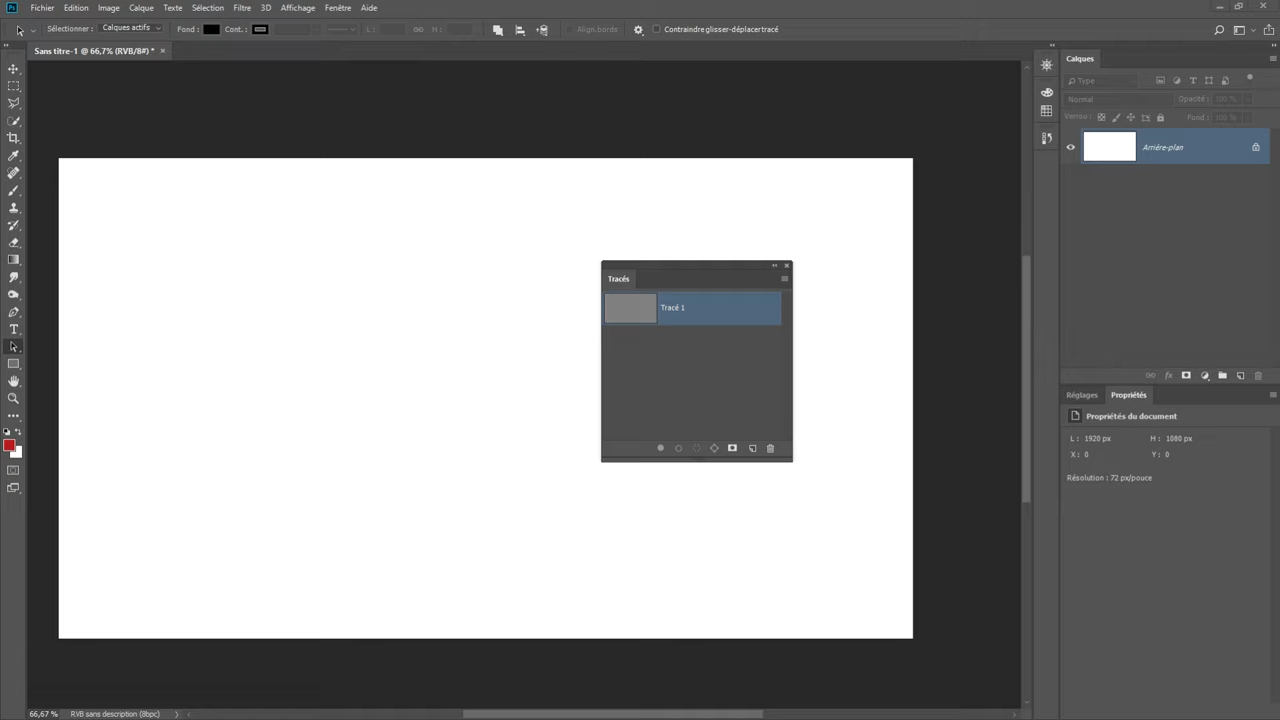 Ps Fichier Edition Image Calque Texte Sélection Filtre 3D Affichage Fenêtre Aide
Sélectionner : Calques actifs Fond : Cont. : L : H : Align.bords Contraindre glisser-déplacer tracé
Sans titre-1 @ 66,7% (RVB/8#) *
Calques
Type
Normal Opacité : 100 %
Verrou : Fond : 100 %
Arrière-plan
Tracés
Tracé 1
Réglages Propriétés
Propriétés du document
L : 1920 px H : 1080 px
X : 0 Y : 0
Résolution : 72 px/pouce
66,67 % RVB sans description (8bpc)